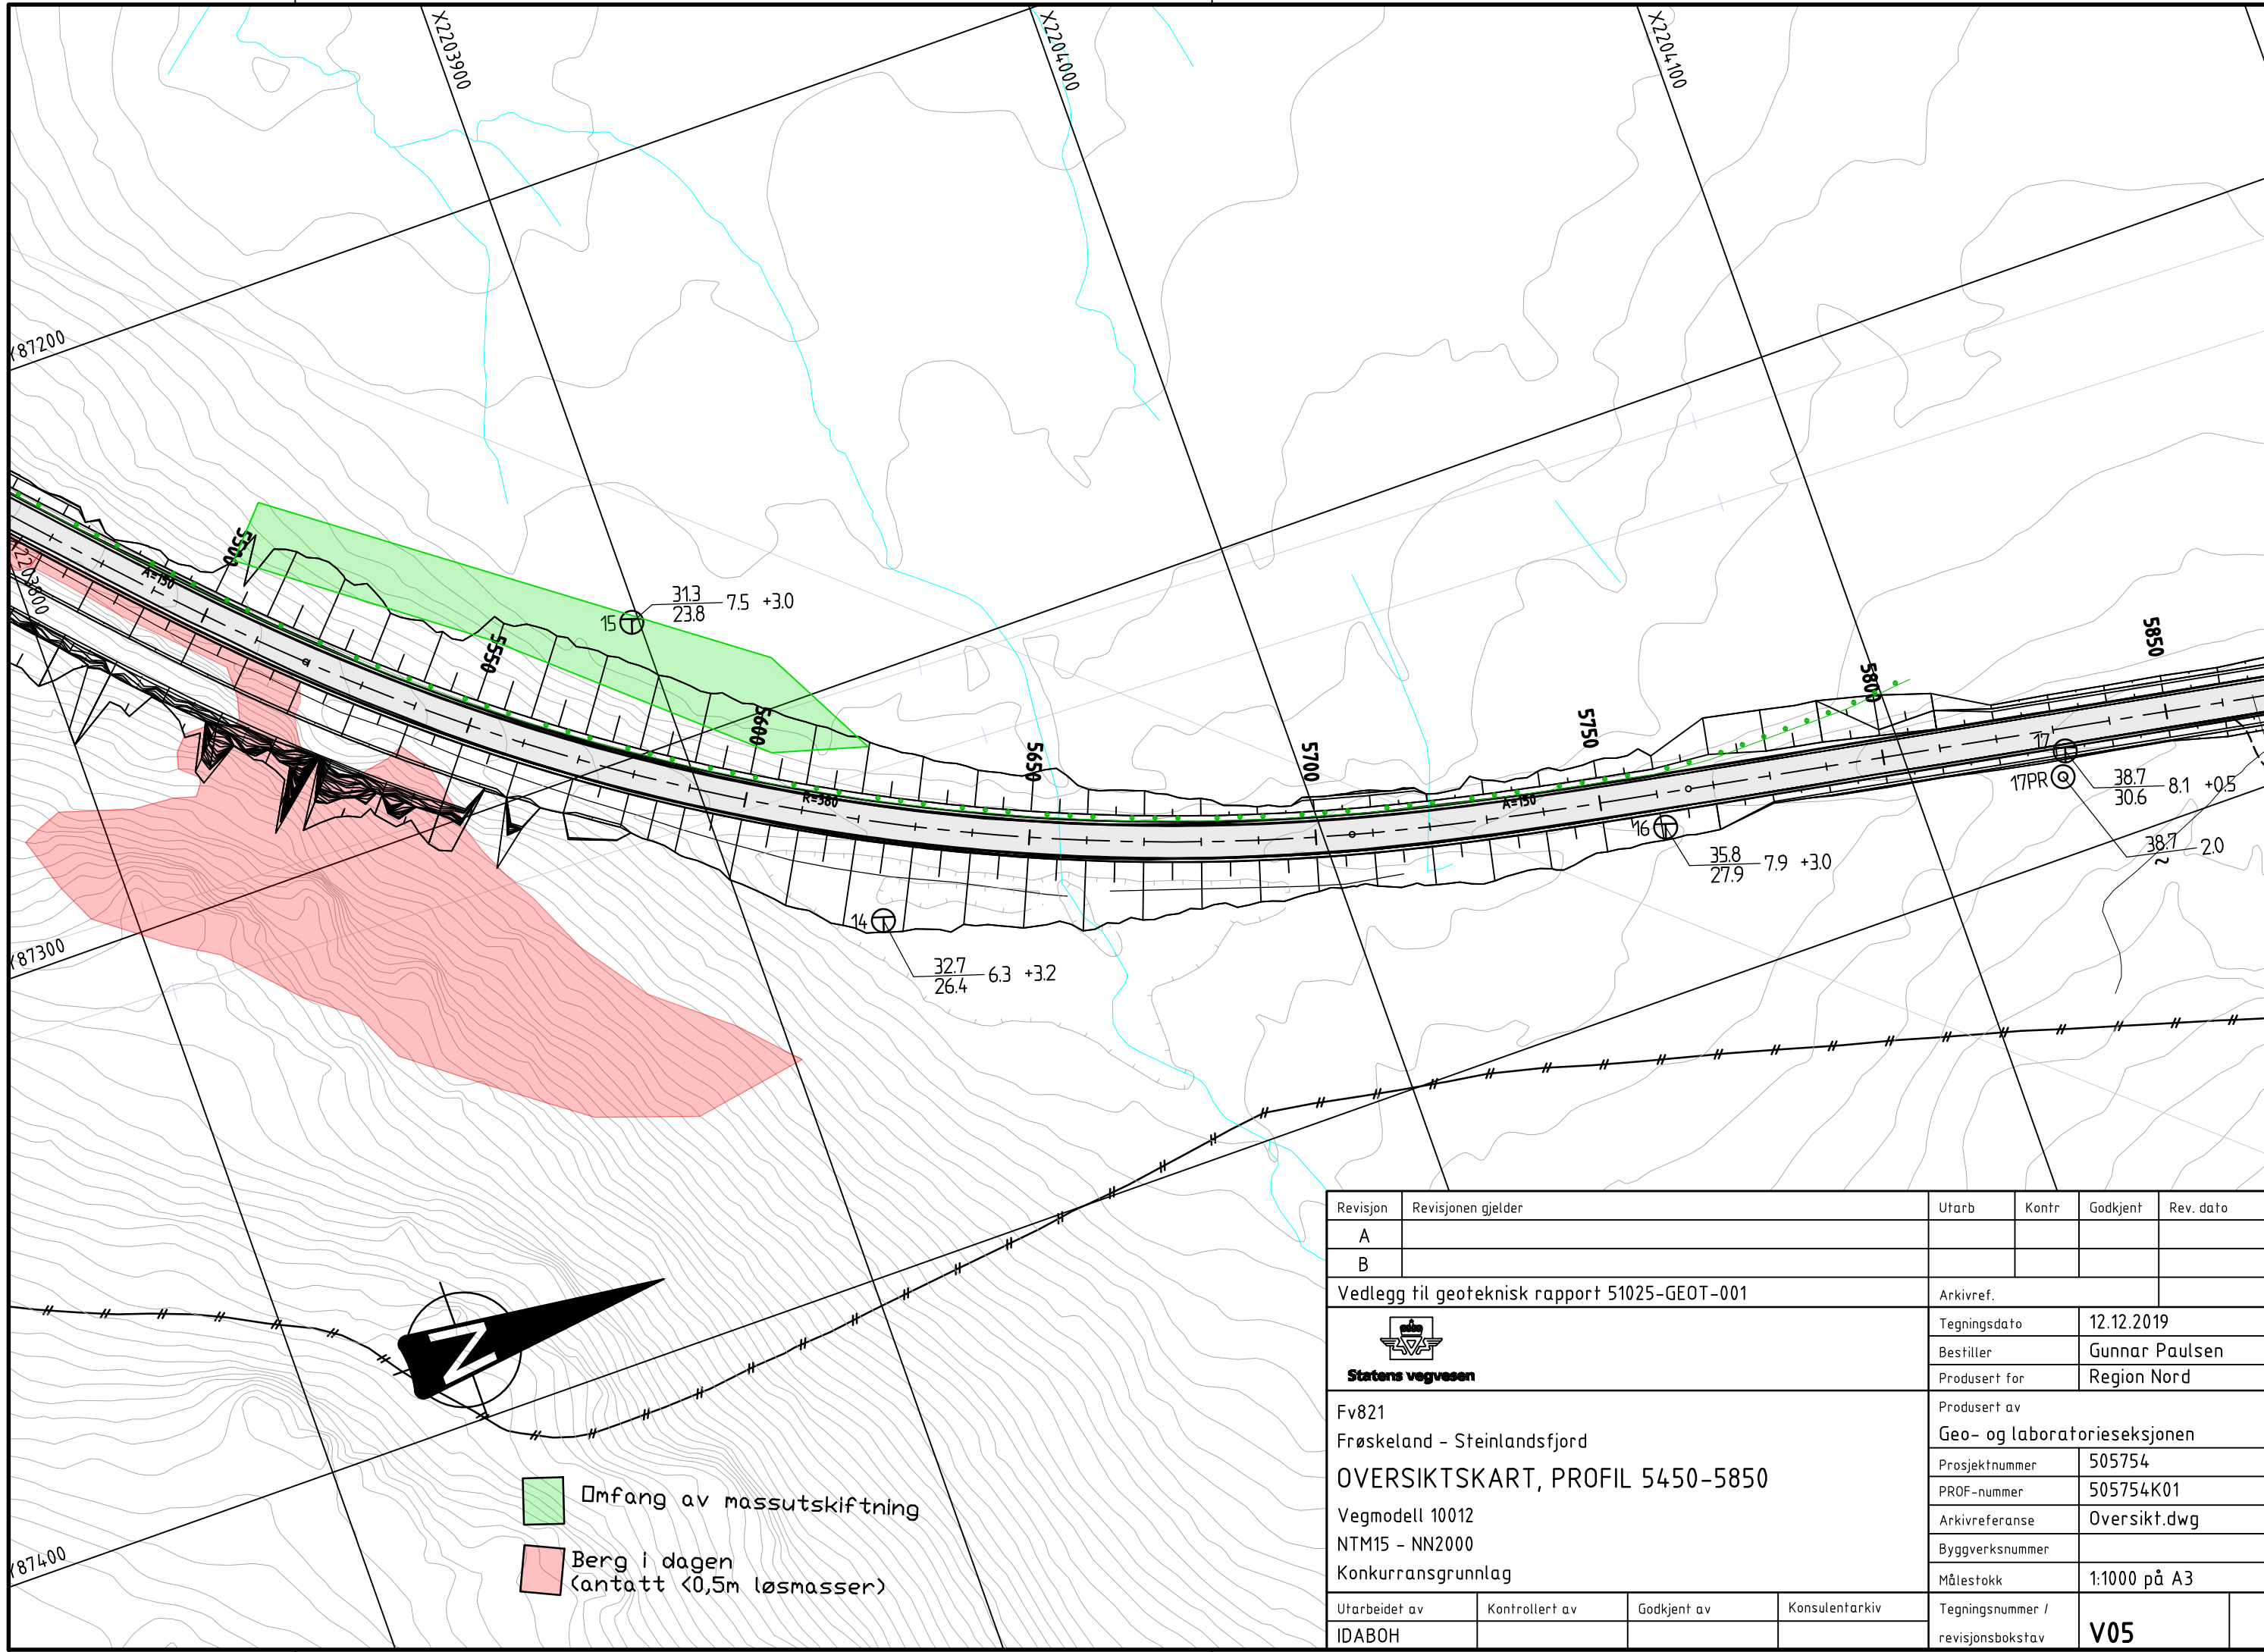 X2203900
X2204000
X2204100
Y87200
5500
A=150
X2203800
15
31.3
23.8
7.5 +3.0
5550
5600
R=380
5650
5700
A=150
5750
5800
5850
17
17PR
38.7
30.6
8.1 +0.5
38.7
~
2.0
16
35.8
27.9
7.9 +3.0
14
32.7
26.4
6.3 +3.2
Y87300
Y87400
N
Omfang av massutskiftning
Berg i dagen
(antatt <0,5m løsmasser)
Revisjon Revisjonen gjelder Utarb Kontr Godkjent Rev. dato
A
B
Vedlegg til geoteknisk rapport 51025-GEOT-001
Arkivref.
Statens vegvesen
Tegningsdato 12.12.2019
Bestiller Gunnar Paulsen
Produsert for Region Nord
Fv821
Frøskeland - Steinlandsfjord
OVERSIKTSKART, PROFIL 5450-5850
Vegmodell 10012
NTM15 - NN2000
Konkurransgrunnlag
Produsert av
Geo- og laboratorieseksjonen
Prosjektnummer 505754
PROF-nummer 505754K01
Arkivreferanse Oversikt.dwg
Byggverksnummer
Målestokk 1:1000 på A3
Utarbeidet av Kontrollert av Godkjent av Konsulentarkiv
IDABOH
Tegningsnummer /
revisjonsbokstav V05